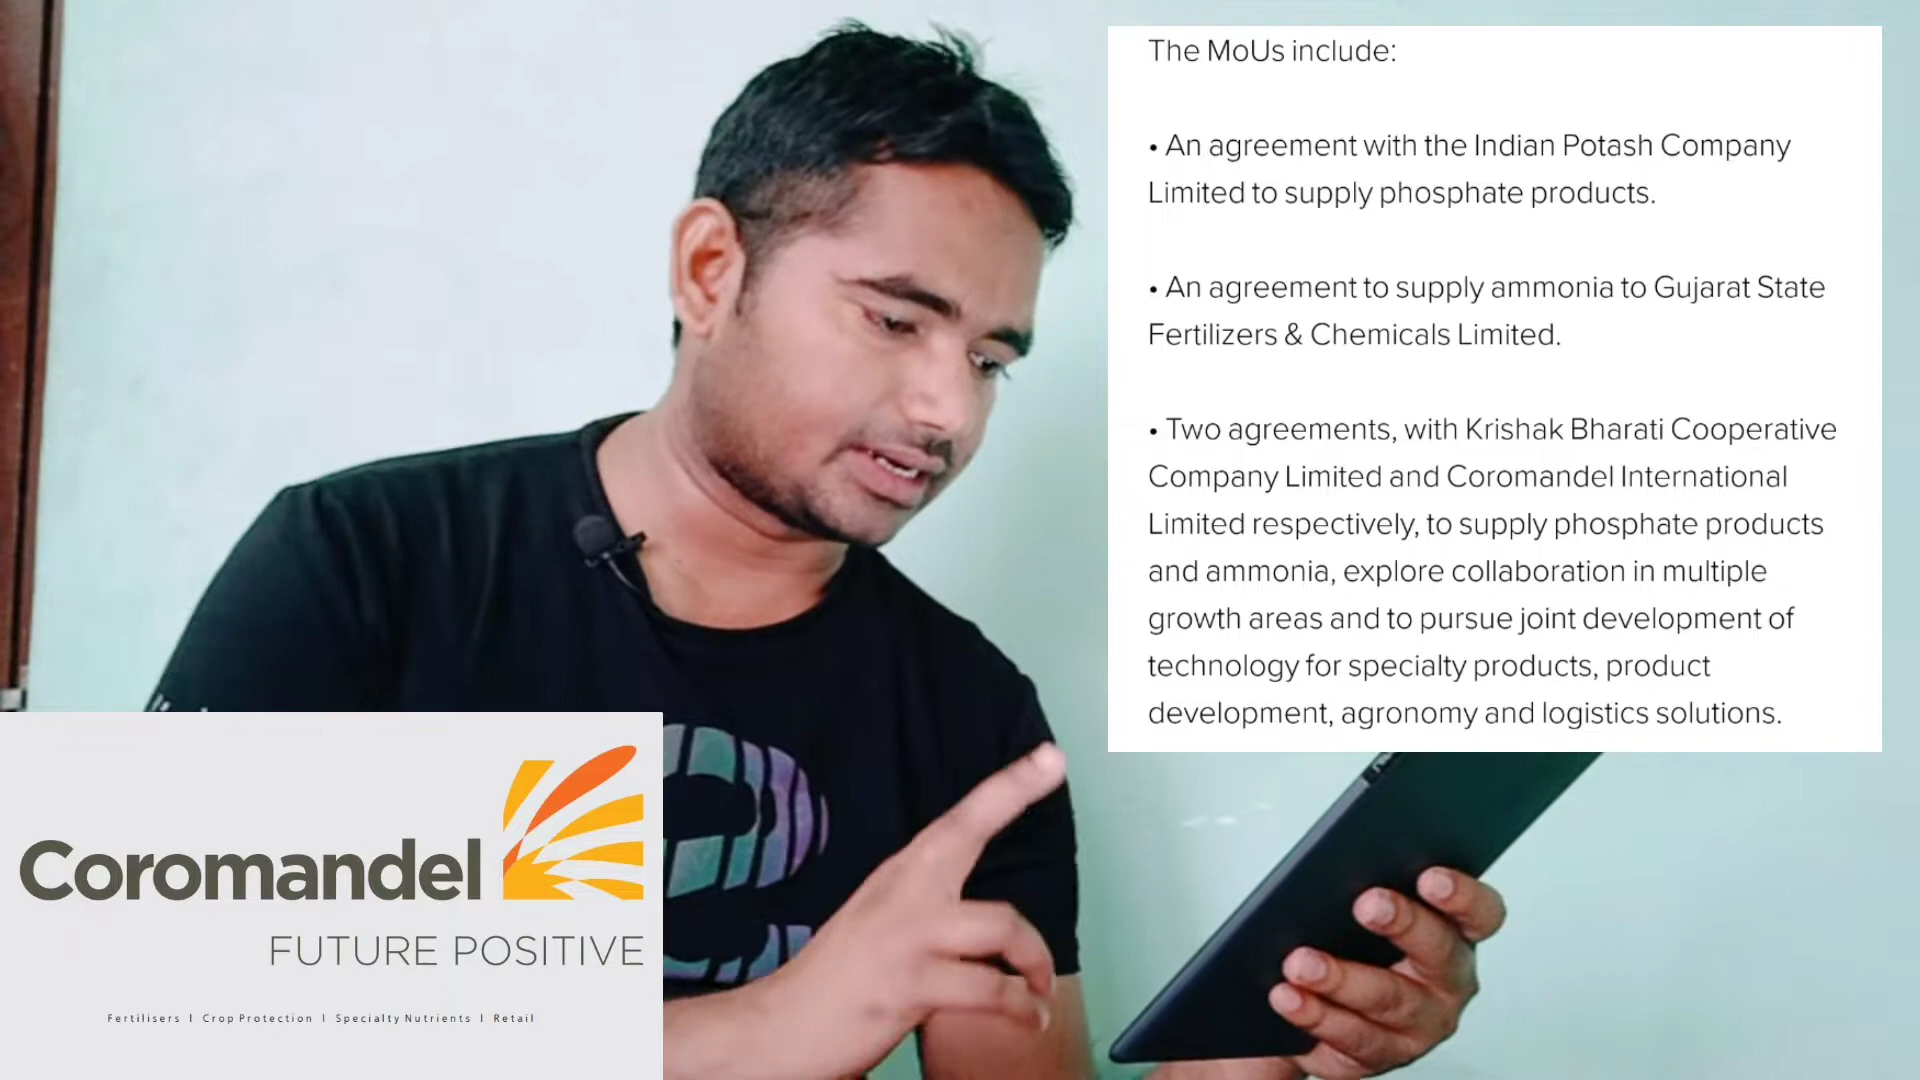 The MoUs include:
• An agreement with the Indian Potash Company
Limited to supply phosphate products.
• An agreement to supply ammonia to Gujarat State
Fertilizers & Chemicals Limited.
• Two agreements, with Krishak Bharati Cooperative
Company Limited and Coromandel International
Limited respectively, to supply phosphate products
and ammonia, explore collaboration in multiple
growth areas and to pursue joint development of
technology for specialty products, product
development, agronomy and logistics solutions.
Coromandel
FUTURE POSITIVE
Fertilisers | Crop Protection | Specialty Nutrients | Retail